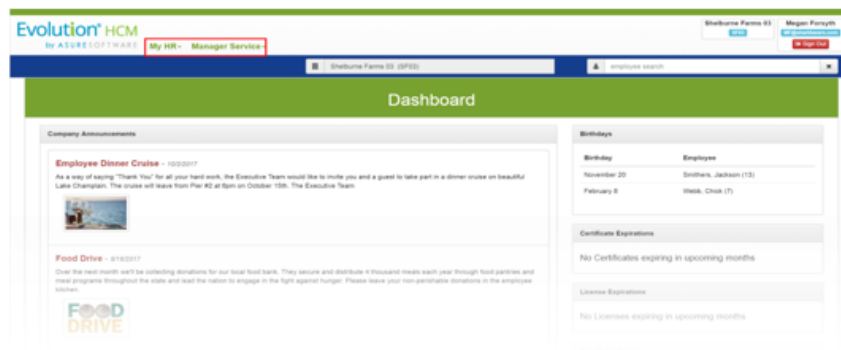 Evolution® HCM
by ASURESOFTWARE
My HR Manager Service
Shelburne Farms 03
SF03
Megan Forsyth
Sign Out
Shelburne Farms 03 (SF03)
employee search
Dashboard
Company Announcements
Employee Dinner Cruise - 10/2/2017
As a way of saying "Thank You" for all your hard work, the Executive Team would like to invite you and a guest to take part in a dinner cruise on beautiful
Lake Champlain. The cruise will leave from Pier #2 at 6pm on October 15th. The Executive Team
Food Drive - 9/19/2017
Over the next month we'll be collecting donations for our local food bank. They secure and distribute 4 thousand meals each year through food pantries and
meal programs throughout the state and lead the nation to engage in the fight against hunger. Please leave your non-perishable donations in the employee
kitchen.
FOOD
DRIVE
Birthdays
Birthday Employee
November 20 Smithers, Jackson (13)
February 8 Webb, Chick (7)
Certificate Expirations
No Certificates expiring in upcoming months
License Expirations
No Licenses expiring in upcoming months